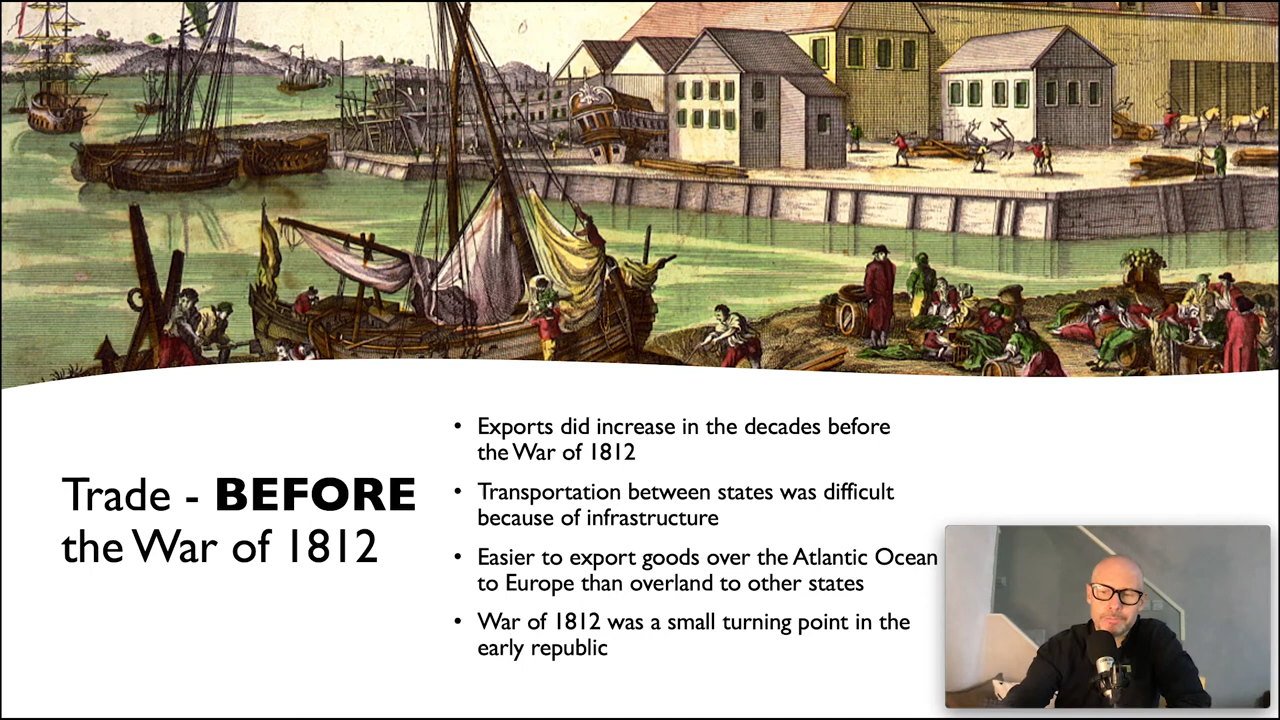 Trade - BEFORE
the War of 1812
• Exports did increase in the decades before
the War of 1812
• Transportation between states was difficult
because of infrastructure
• Easier to export goods over the Atlantic Ocean
to Europe than overland to other states
• War of 1812 was a small turning point in the
early republic